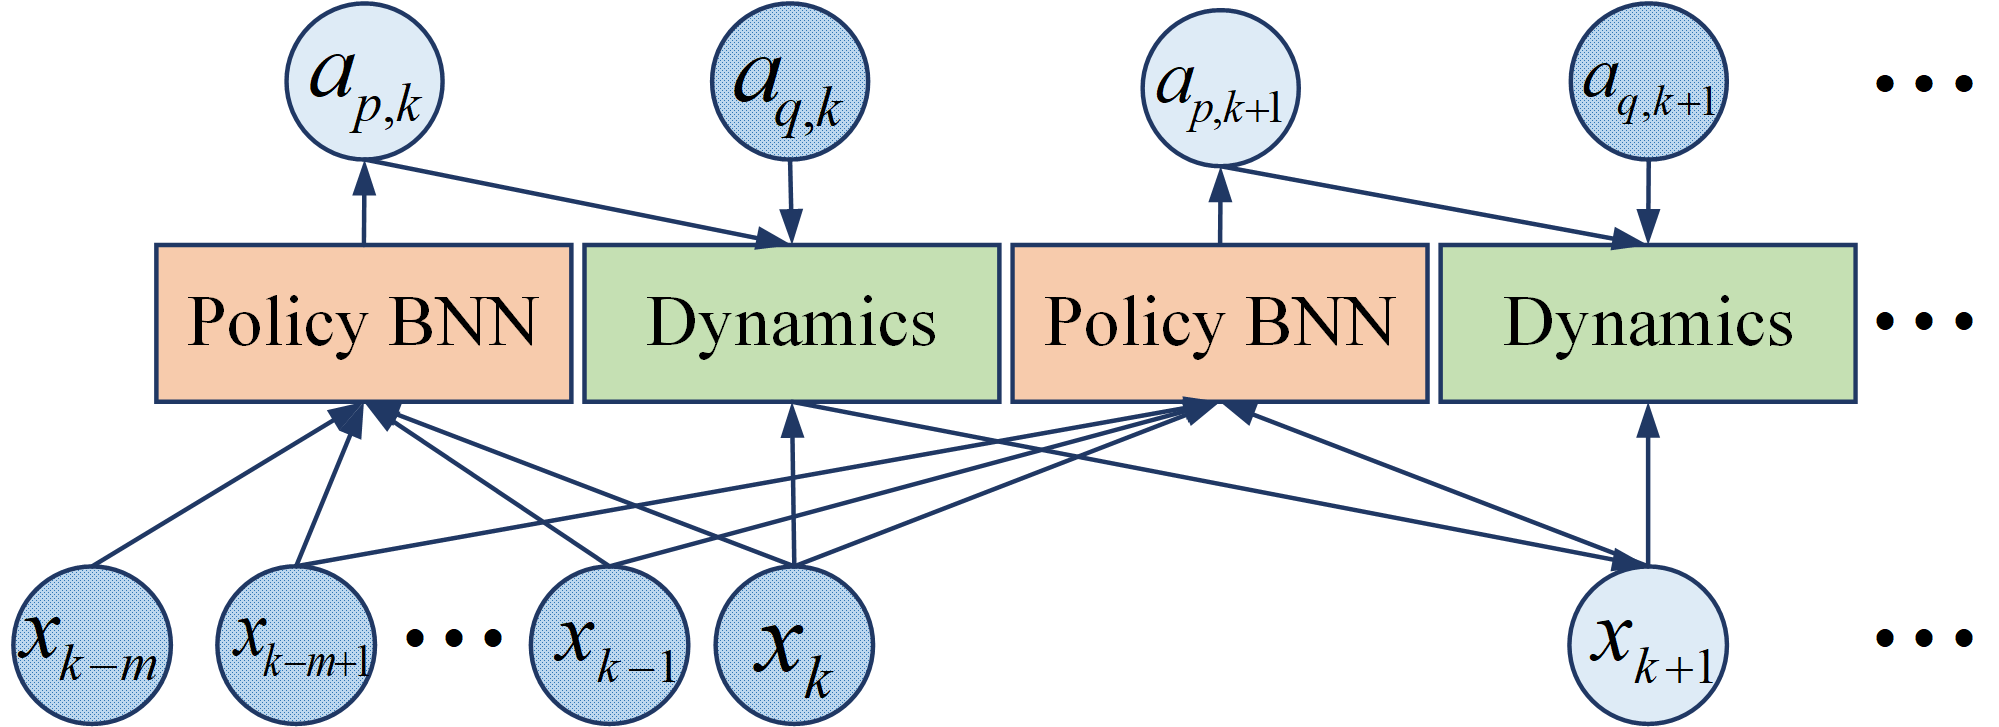 a_{p,k} a_{q,k} a_{p,k+1} a_{q,k+1} •••
Policy BNN Dynamics Policy BNN Dynamics •••
x_{k-m} x_{k-m+1} ••• x_{k-1} x_k x_{k+1} •••